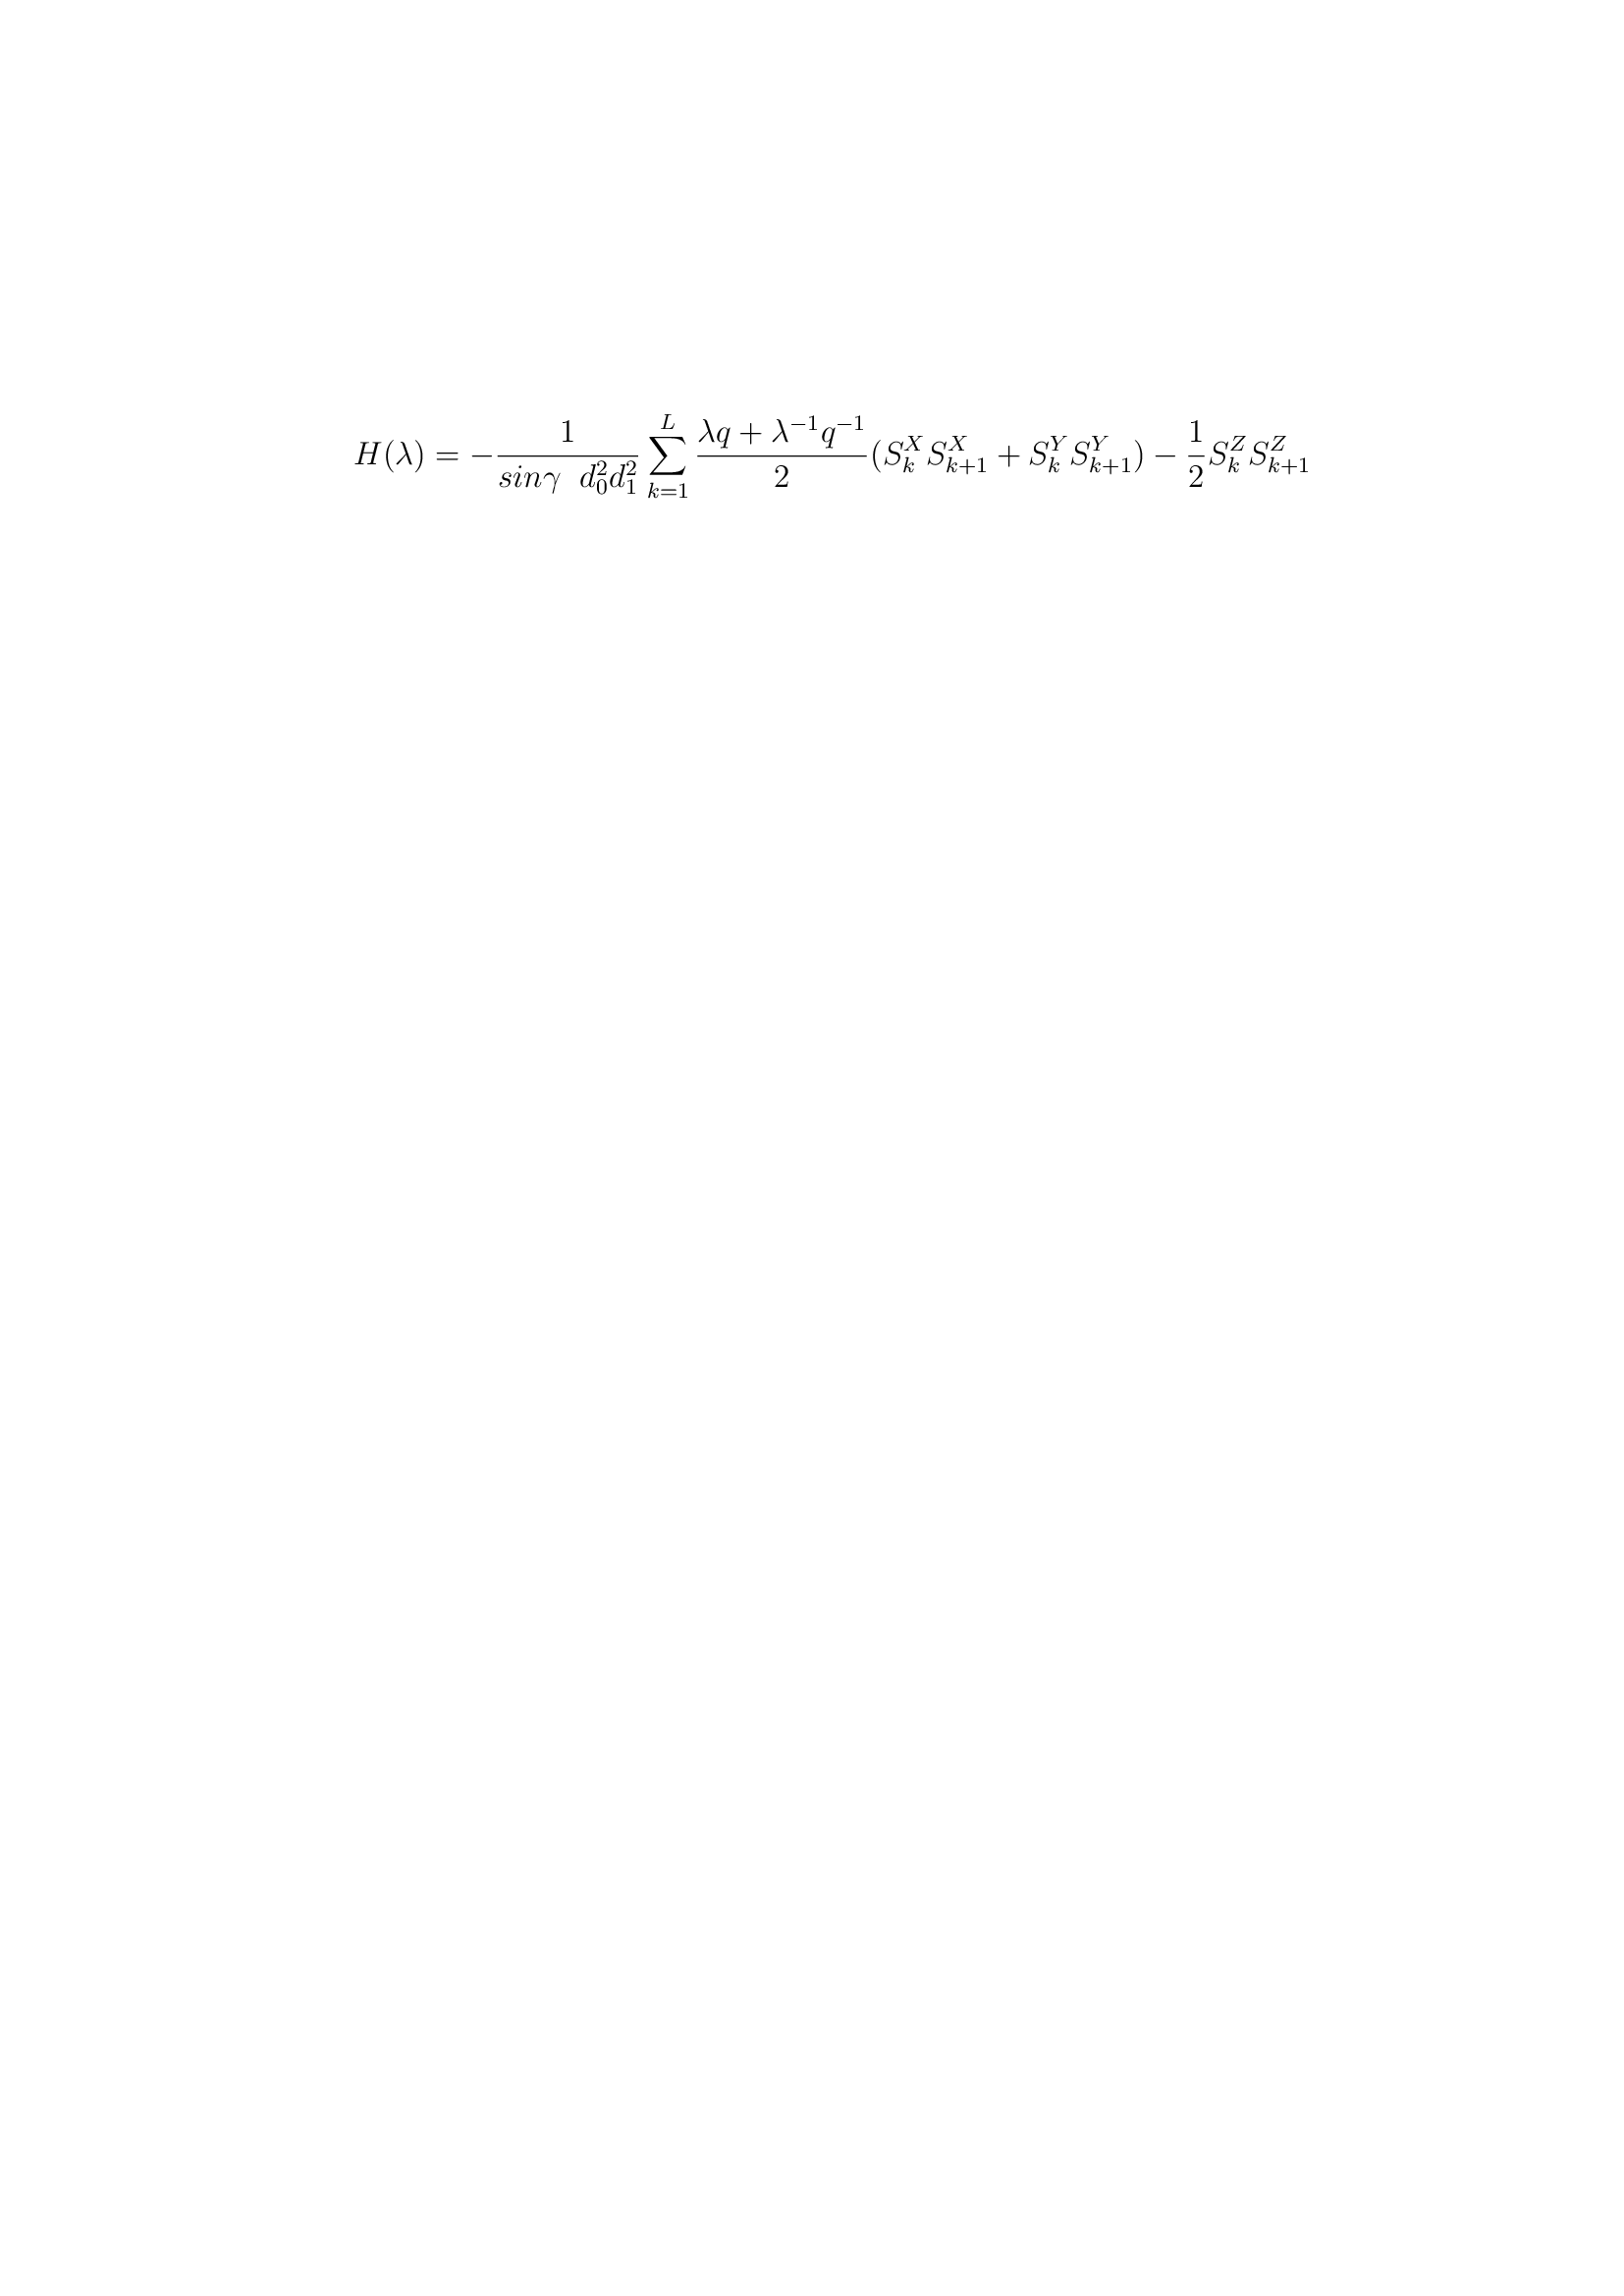 $H(\lambda) = -\frac{1}{sin\gamma \;\; d_0^2 d_1^2} \sum_{k=1}^{L} \frac{\lambda q + \lambda^{-1} q^{-1}}{2} (S_k^X S_{k+1}^X + S_k^Y S_{k+1}^Y) - \frac{1}{2} S_k^Z S_{k+1}^Z$